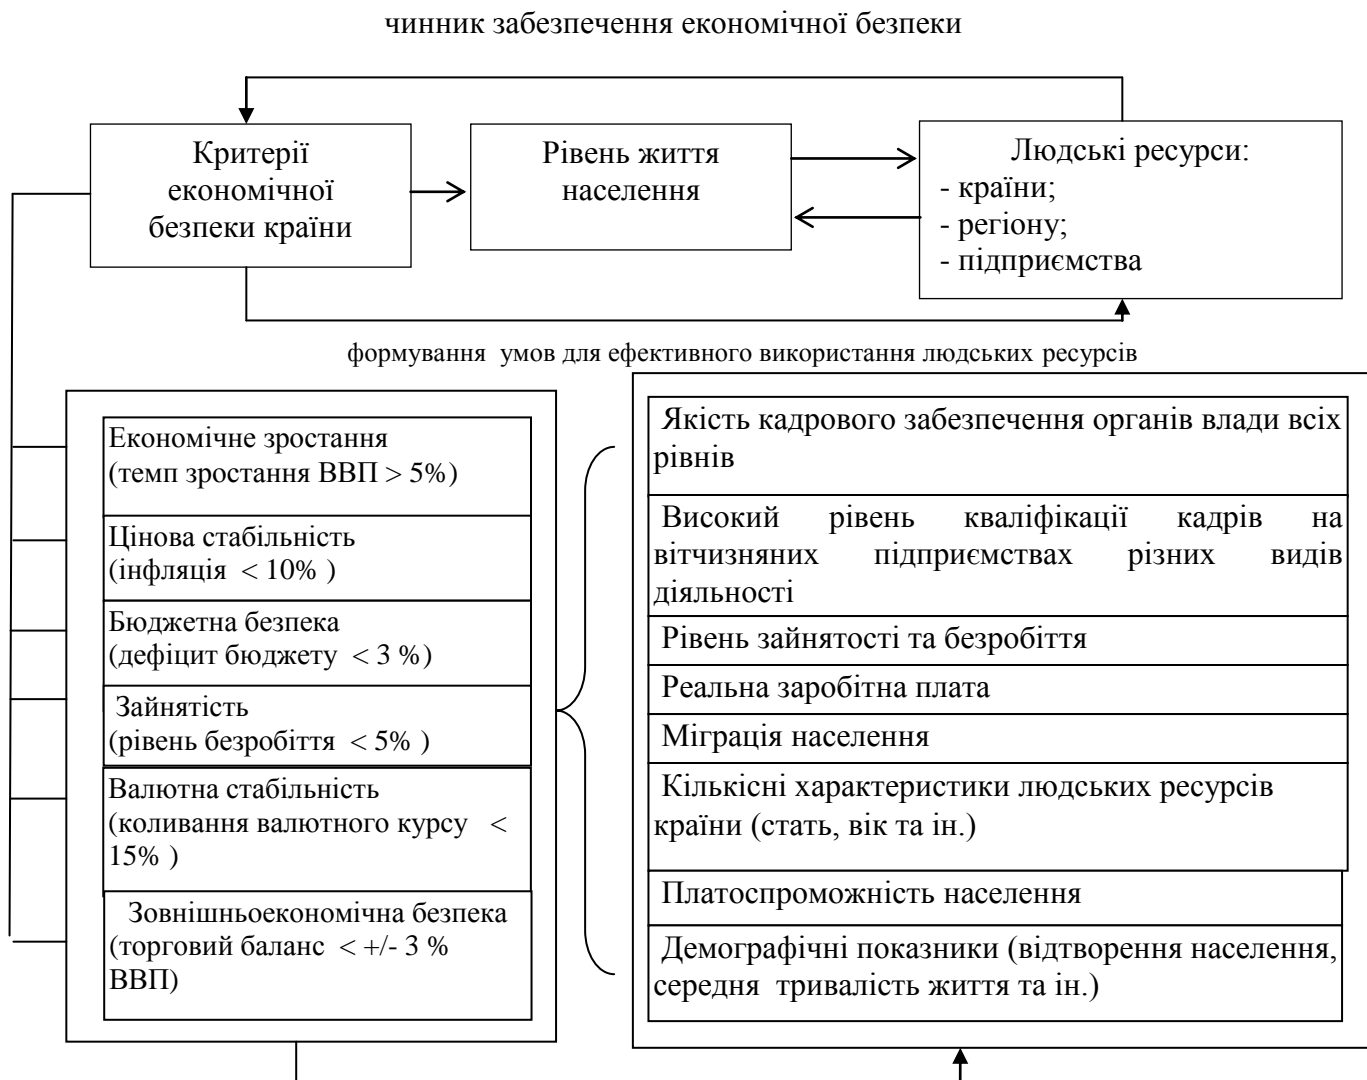 чинник забезпечення економічної безпеки
Критерії
економічної
безпеки країни
Рівень життя
населення
Людські ресурси:
- країни;
- регіону;
- підприємства
формування умов для ефективного використання людських ресурсів
Економічне зростання
(темп зростання ВВП > 5%)
Цінова стабільність
(інфляція < 10% )
Бюджетна безпека
(дефіцит бюджету < 3 %)
Зайнятість
(рівень безробіття < 5% )
Валютна стабільність
(коливання валютного курсу <
15% )
Зовнішньоекономічна безпека
(торговий баланс < +/- 3 %
ВВП)
Якість кадрового забезпечення органів влади всіх
рівнів
Високий рівень кваліфікації кадрів на
вітчизняних підприємствах різних видів
діяльності
Рівень зайнятості та безробіття
Реальна заробітна плата
Міграція населення
Кількісні характеристики людських ресурсів
країни (стать, вік та ін.)
Платоспроможність населення
Демографічні показники (відтворення населення,
середня тривалість життя та ін.)